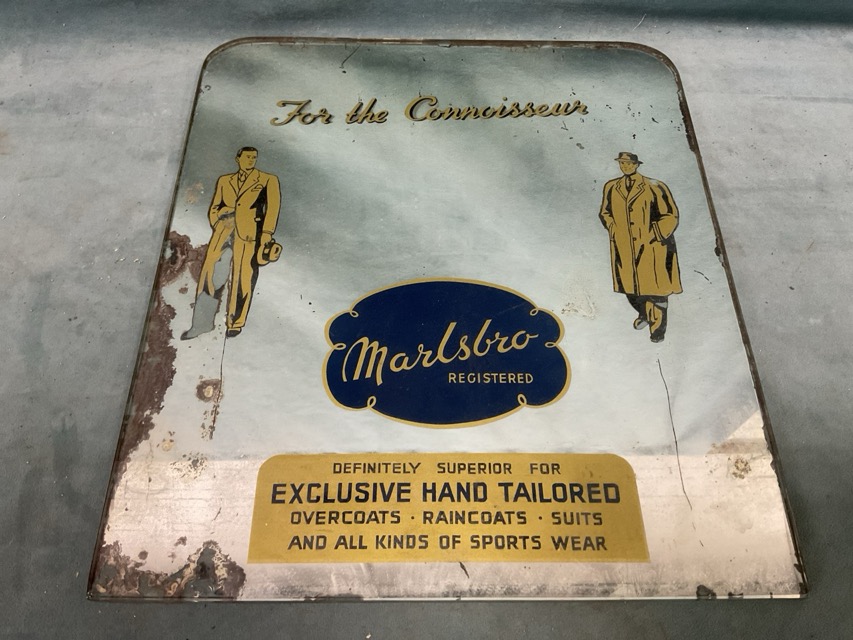 For the Connoisseur
Marlsbro
REGISTERED
DEFINITELY SUPERIOR FOR
EXCLUSIVE HAND TAILORED
OVERCOATS · RAINCOATS · SUITS
AND ALL KINDS OF SPORTS WEAR